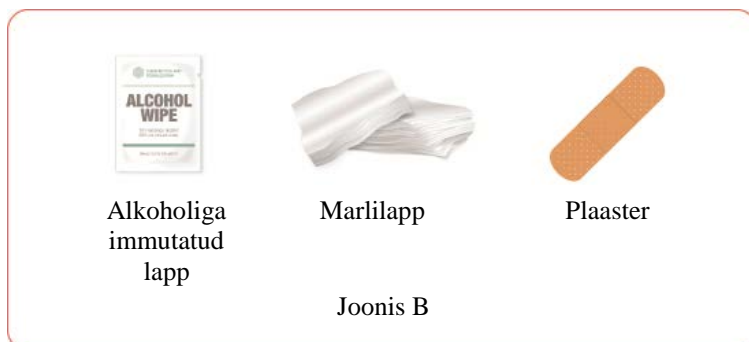 ALCOHOL
WIPE
Alkoholiga
immutatud
lapp
Marlilapp
Plaaster
Joonis B